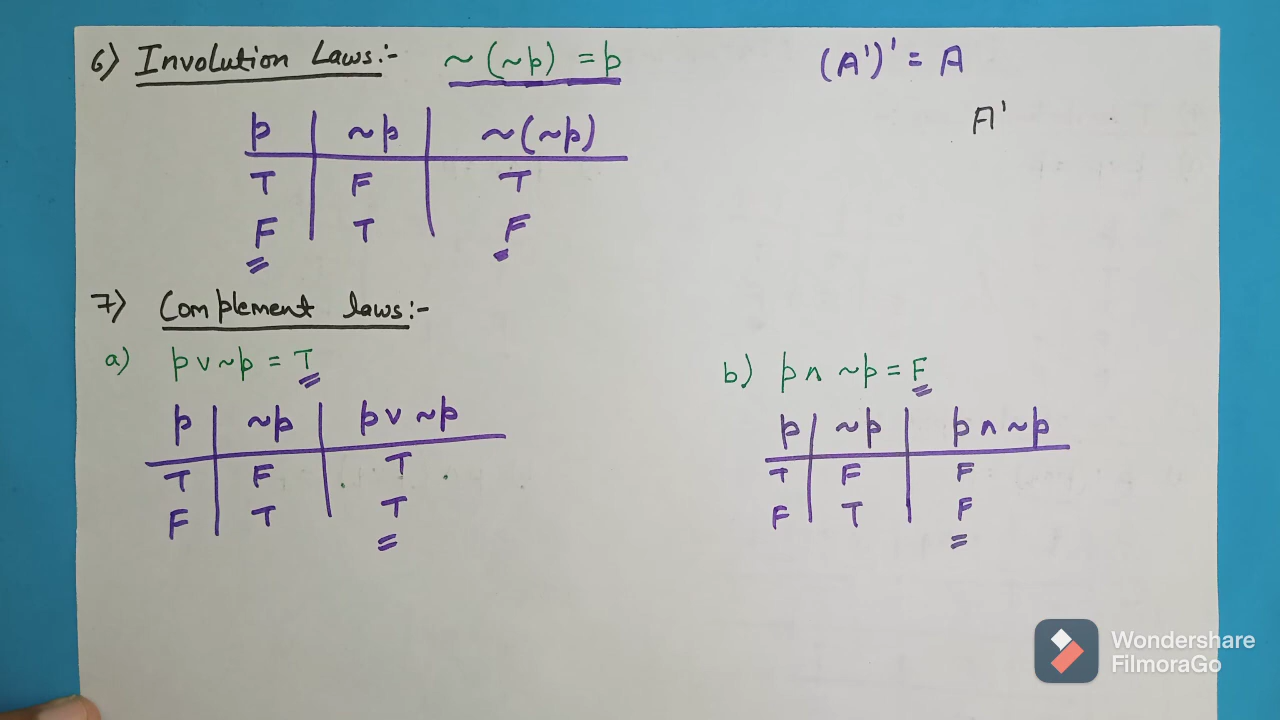 6) Involution Laws:- ~(~p) = p (A')' = A
A'
p ~p ~(~p)
T F T
F T F
7) Complement laws:-
a) p v ~p = T
p ~p p v ~p
T F T
F T T
b) p ∧ ~p = F
p ~p p ∧ ~p
T F F
F T F
Wondershare
FilmoraGo